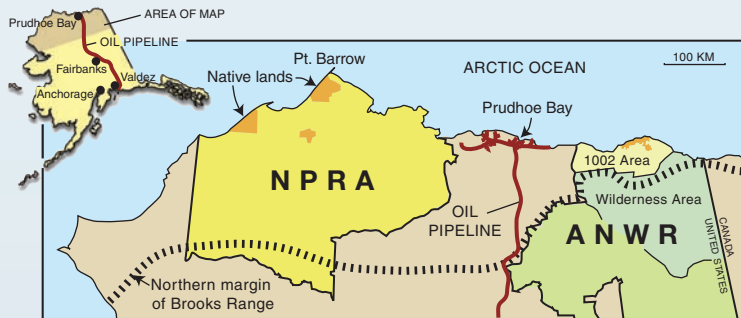 Prudhoe Bay
AREA OF MAP
OIL PIPELINE
Fairbanks
Valdez
Anchorage
Pt. Barrow
Native lands
ARCTIC OCEAN
100 KM
Prudhoe Bay
1002 Area
NPRA
Wilderness Area
OIL
PIPELINE
ANWR
CANADA
UNITED STATES
Northern margin
of Brooks Range